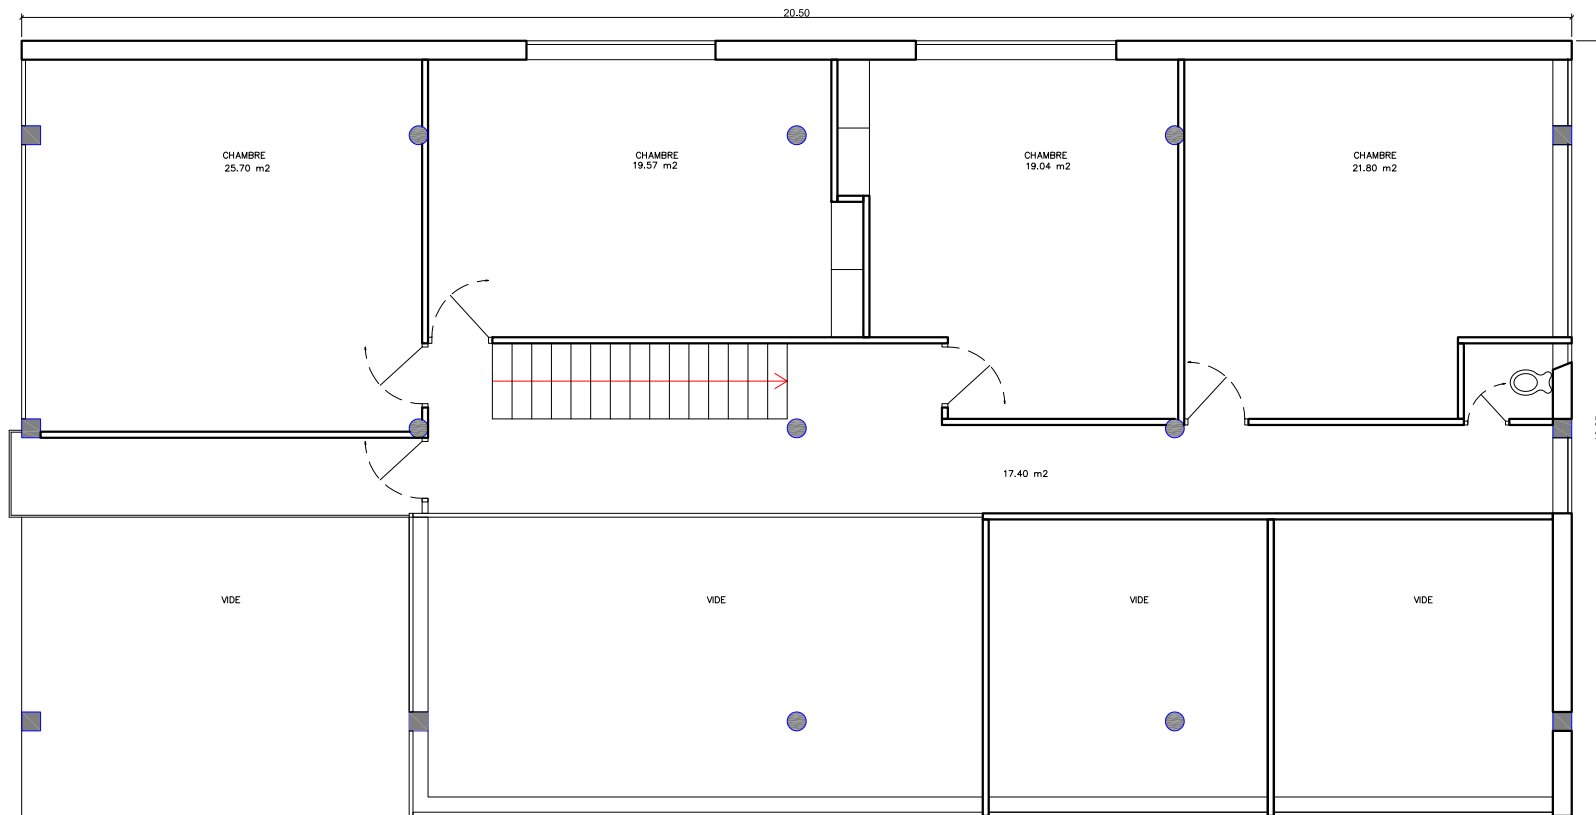 20.50
CHAMBRE
25.70 m2
CHAMBRE
19.57 m2
CHAMBRE
19.04 m2
CHAMBRE
21.80 m2
17.40 m2
VIDE
VIDE
VIDE
VIDE